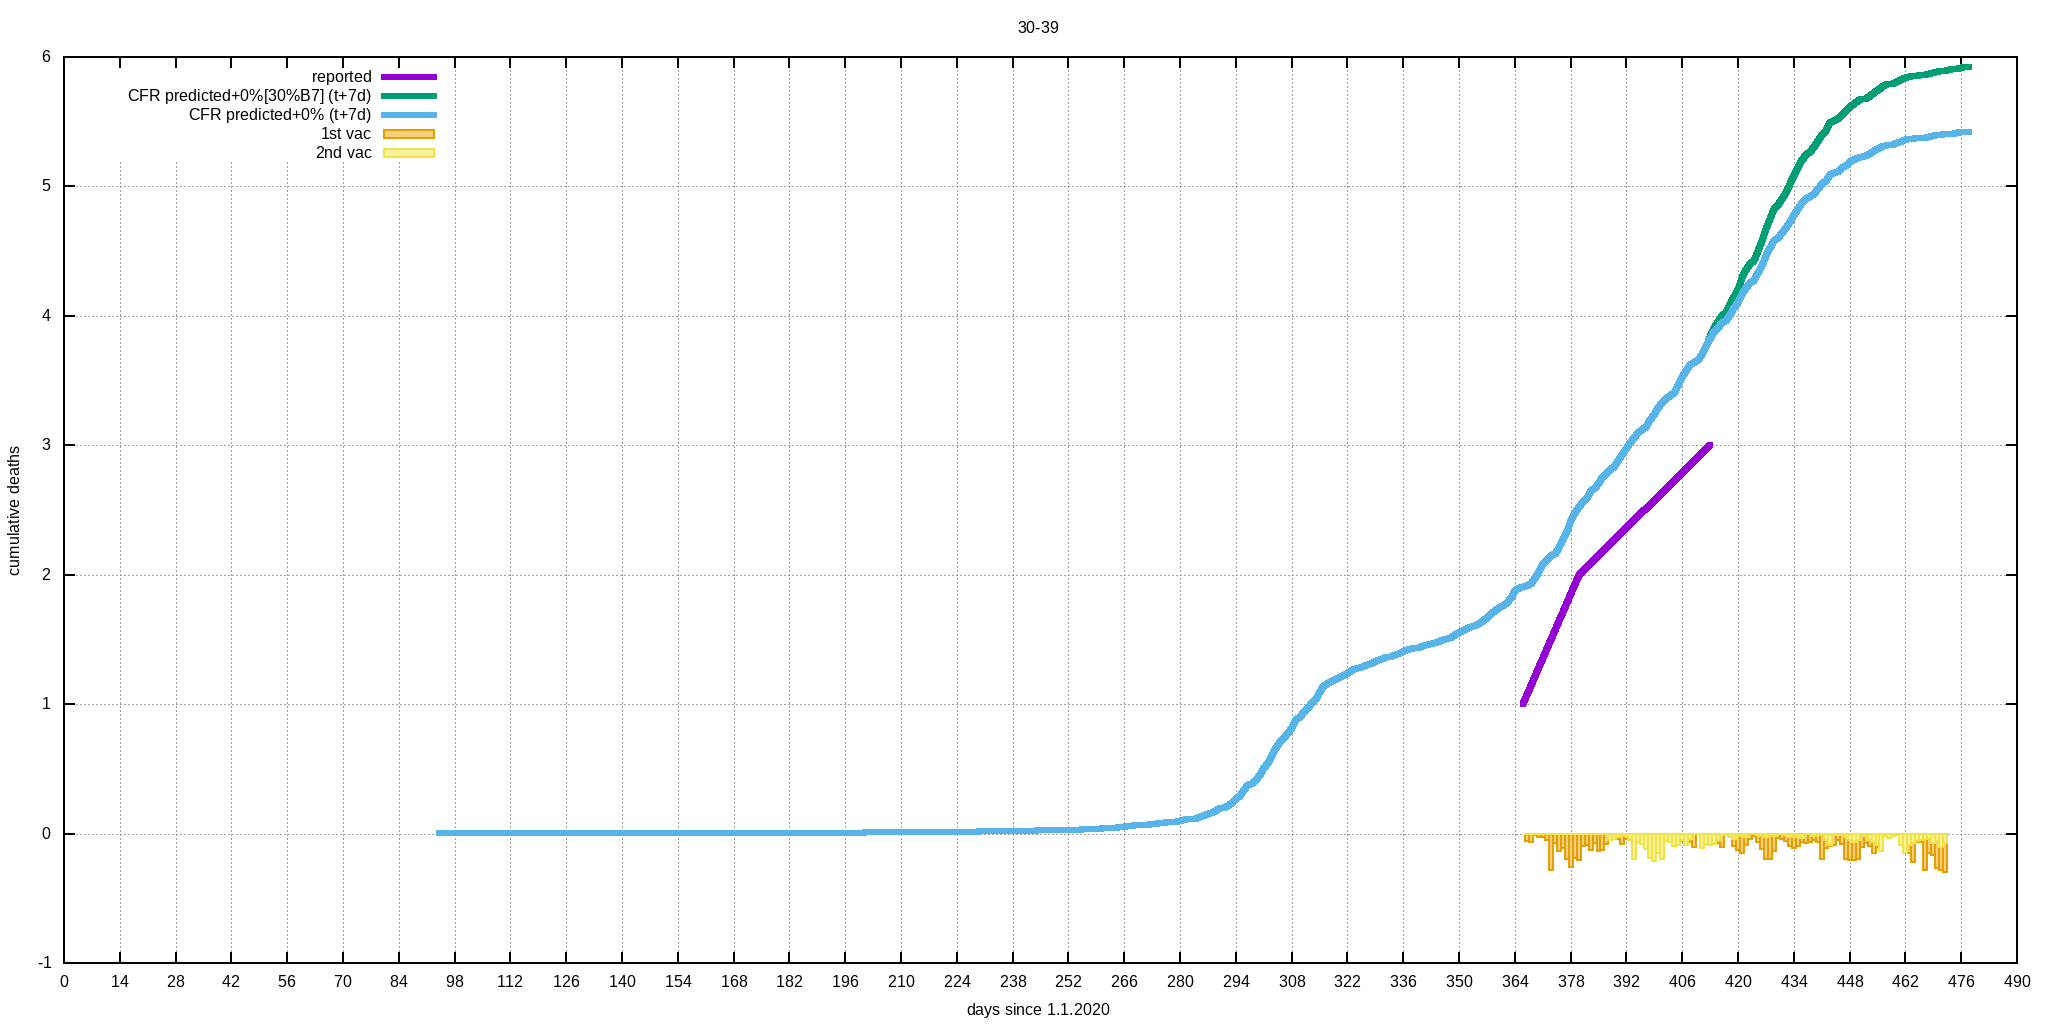 30-39
reported
CFR predicted+0%[30%B7] (t+7d)
CFR predicted+0% (t+7d)
1st vac
2nd vac
6
5
4
3
2
1
0
-1
cumulative deaths
0 14 28 42 56 70 84 98 112 126 140 154 168 182 196 210 224 238 252 266 280 294 308 322 336 350 364 378 392 406 420 434 448 462 476 490
days since 1.1.2020